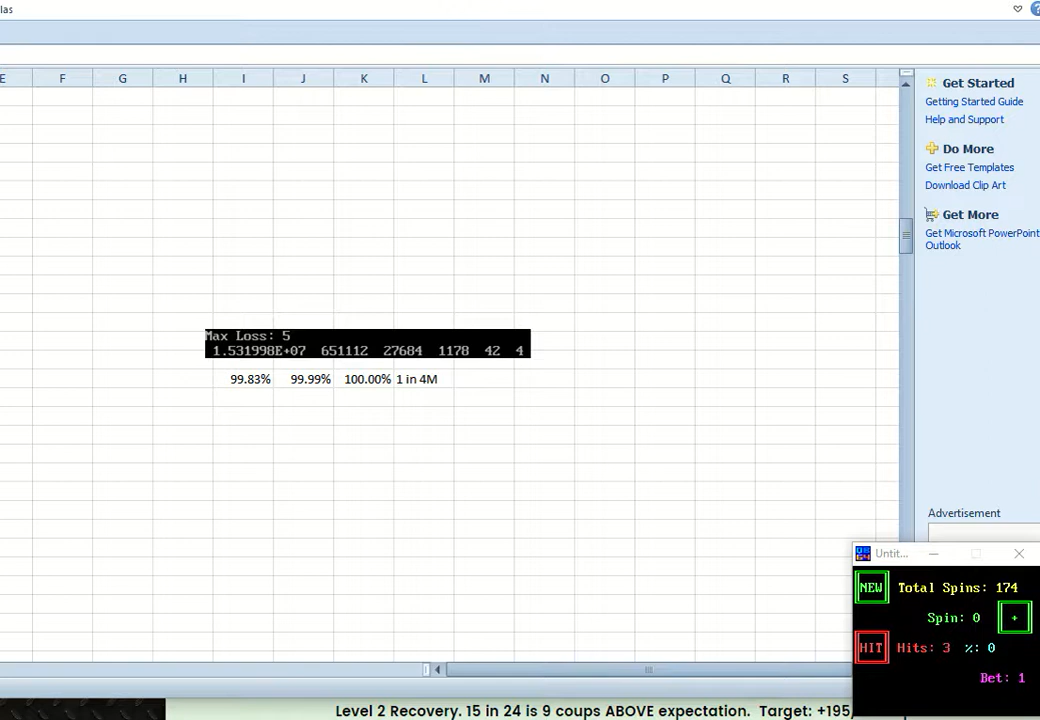 las
E F G H I J K L M N O P Q R S
Get Started
Getting Started Guide
Help and Support
Do More
Get Free Templates
Download Clip Art
Get More
Get Microsoft PowerPoint
Outlook
Max Loss: 5
1.531998E+07 651112 27684 1178 42 4
99.83% 99.99% 100.00% 1 in 4M
Advertisement
Untit...
NEW Total Spins: 174
Spin: 0 +
HIT Hits: 3 %: 0
Bet: 1
Level 2 Recovery. 15 in 24 is 9 coups ABOVE expectation. Target: +195,